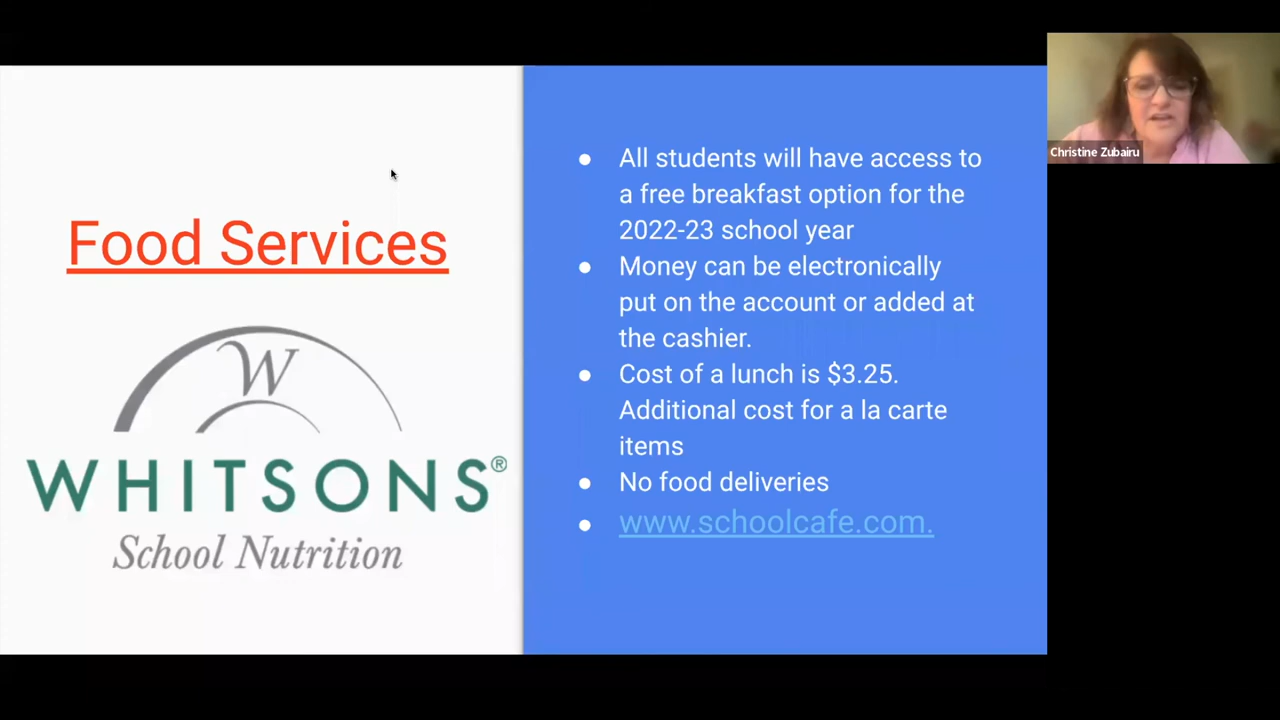 Food Services
W
WHITSONS®
School Nutrition
● All students will have access to
a free breakfast option for the
2022-23 school year
● Money can be electronically
put on the account or added at
the cashier.
● Cost of a lunch is $3.25.
Additional cost for a la carte
items
● No food deliveries
● www.schoolcafe.com.
Christine Zubairu